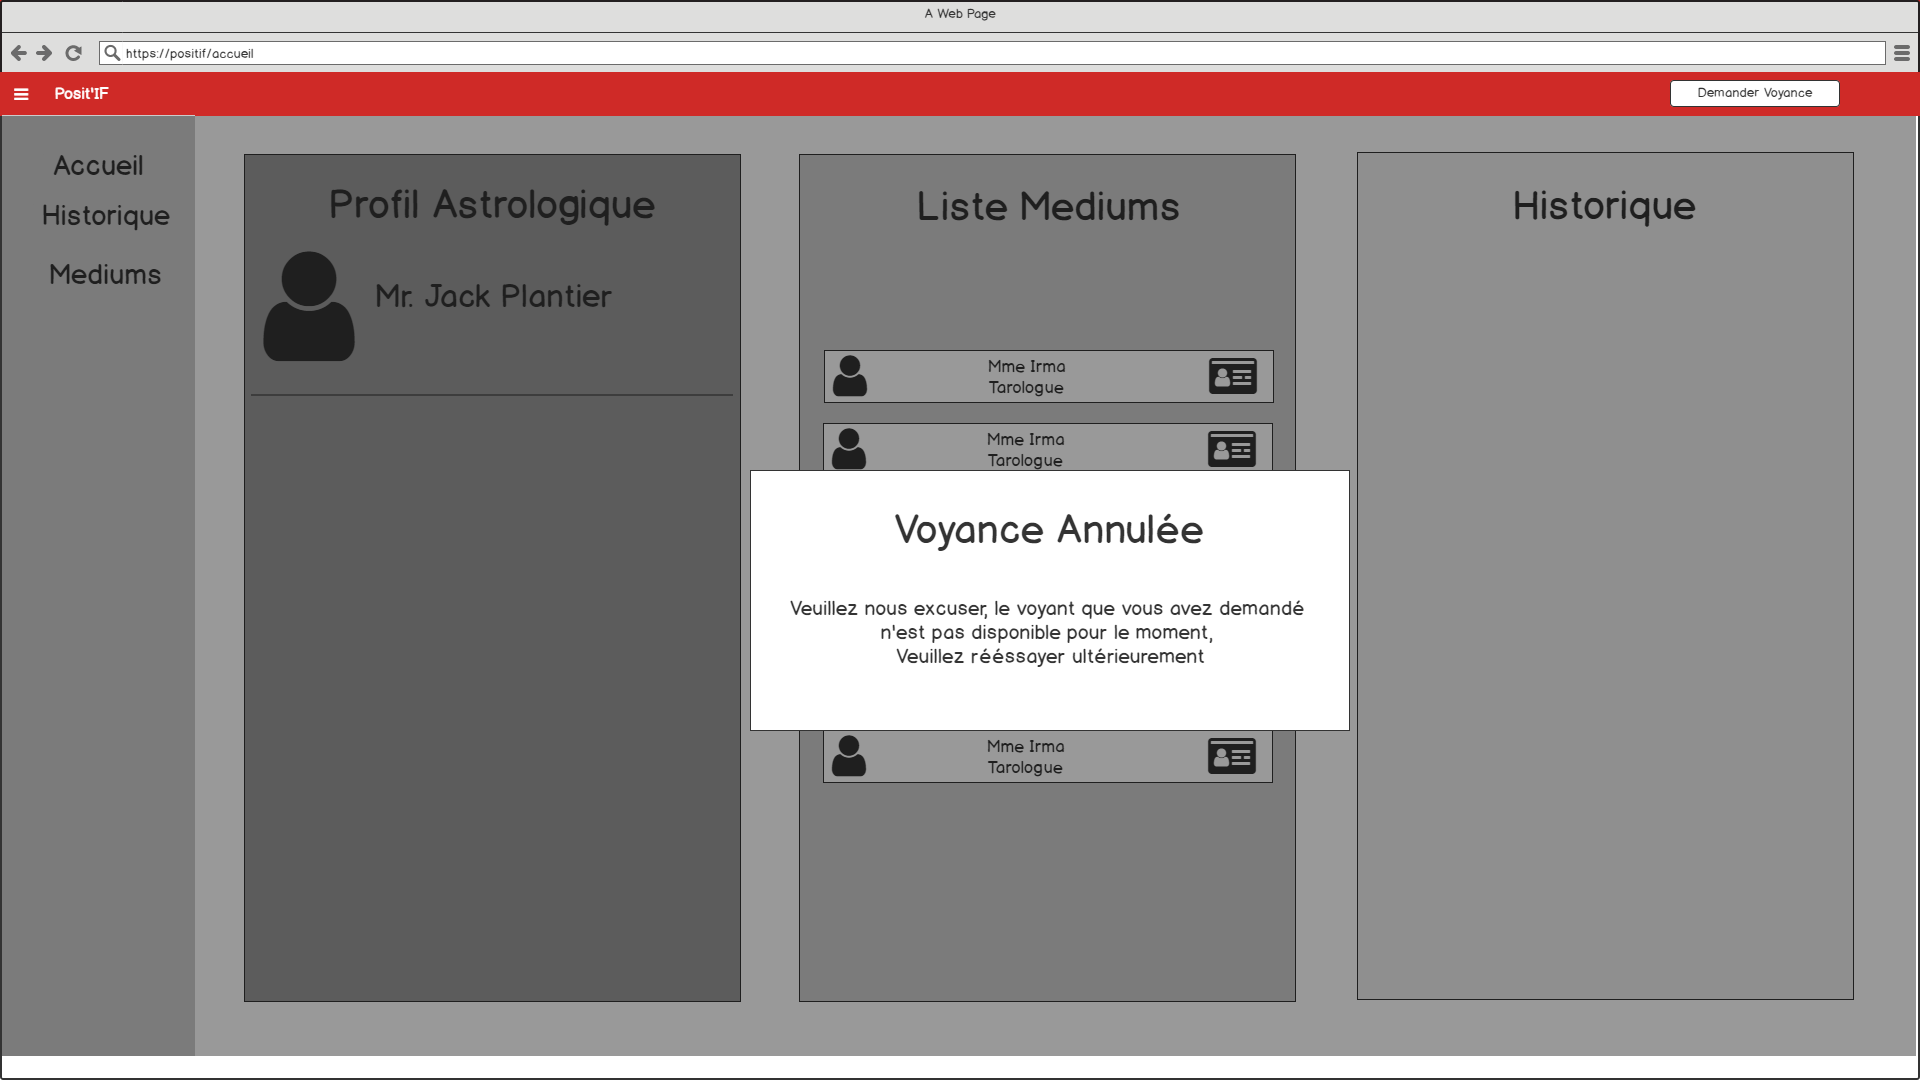 A Web Page
https://positif/accueil
Posit'IF
Demander Voyance
Accueil
Historique
Mediums
Profil Astrologique
Mr. Jack Plantier
Liste Mediums
Mme Irma
Tarologue
Mme Irma
Tarologue
Voyance Annulée
Veuillez nous excuser, le voyant que vous avez demandé
n'est pas disponible pour le moment,
Veuillez rééssayer ultérieurement
Mme Irma
Tarologue
Historique